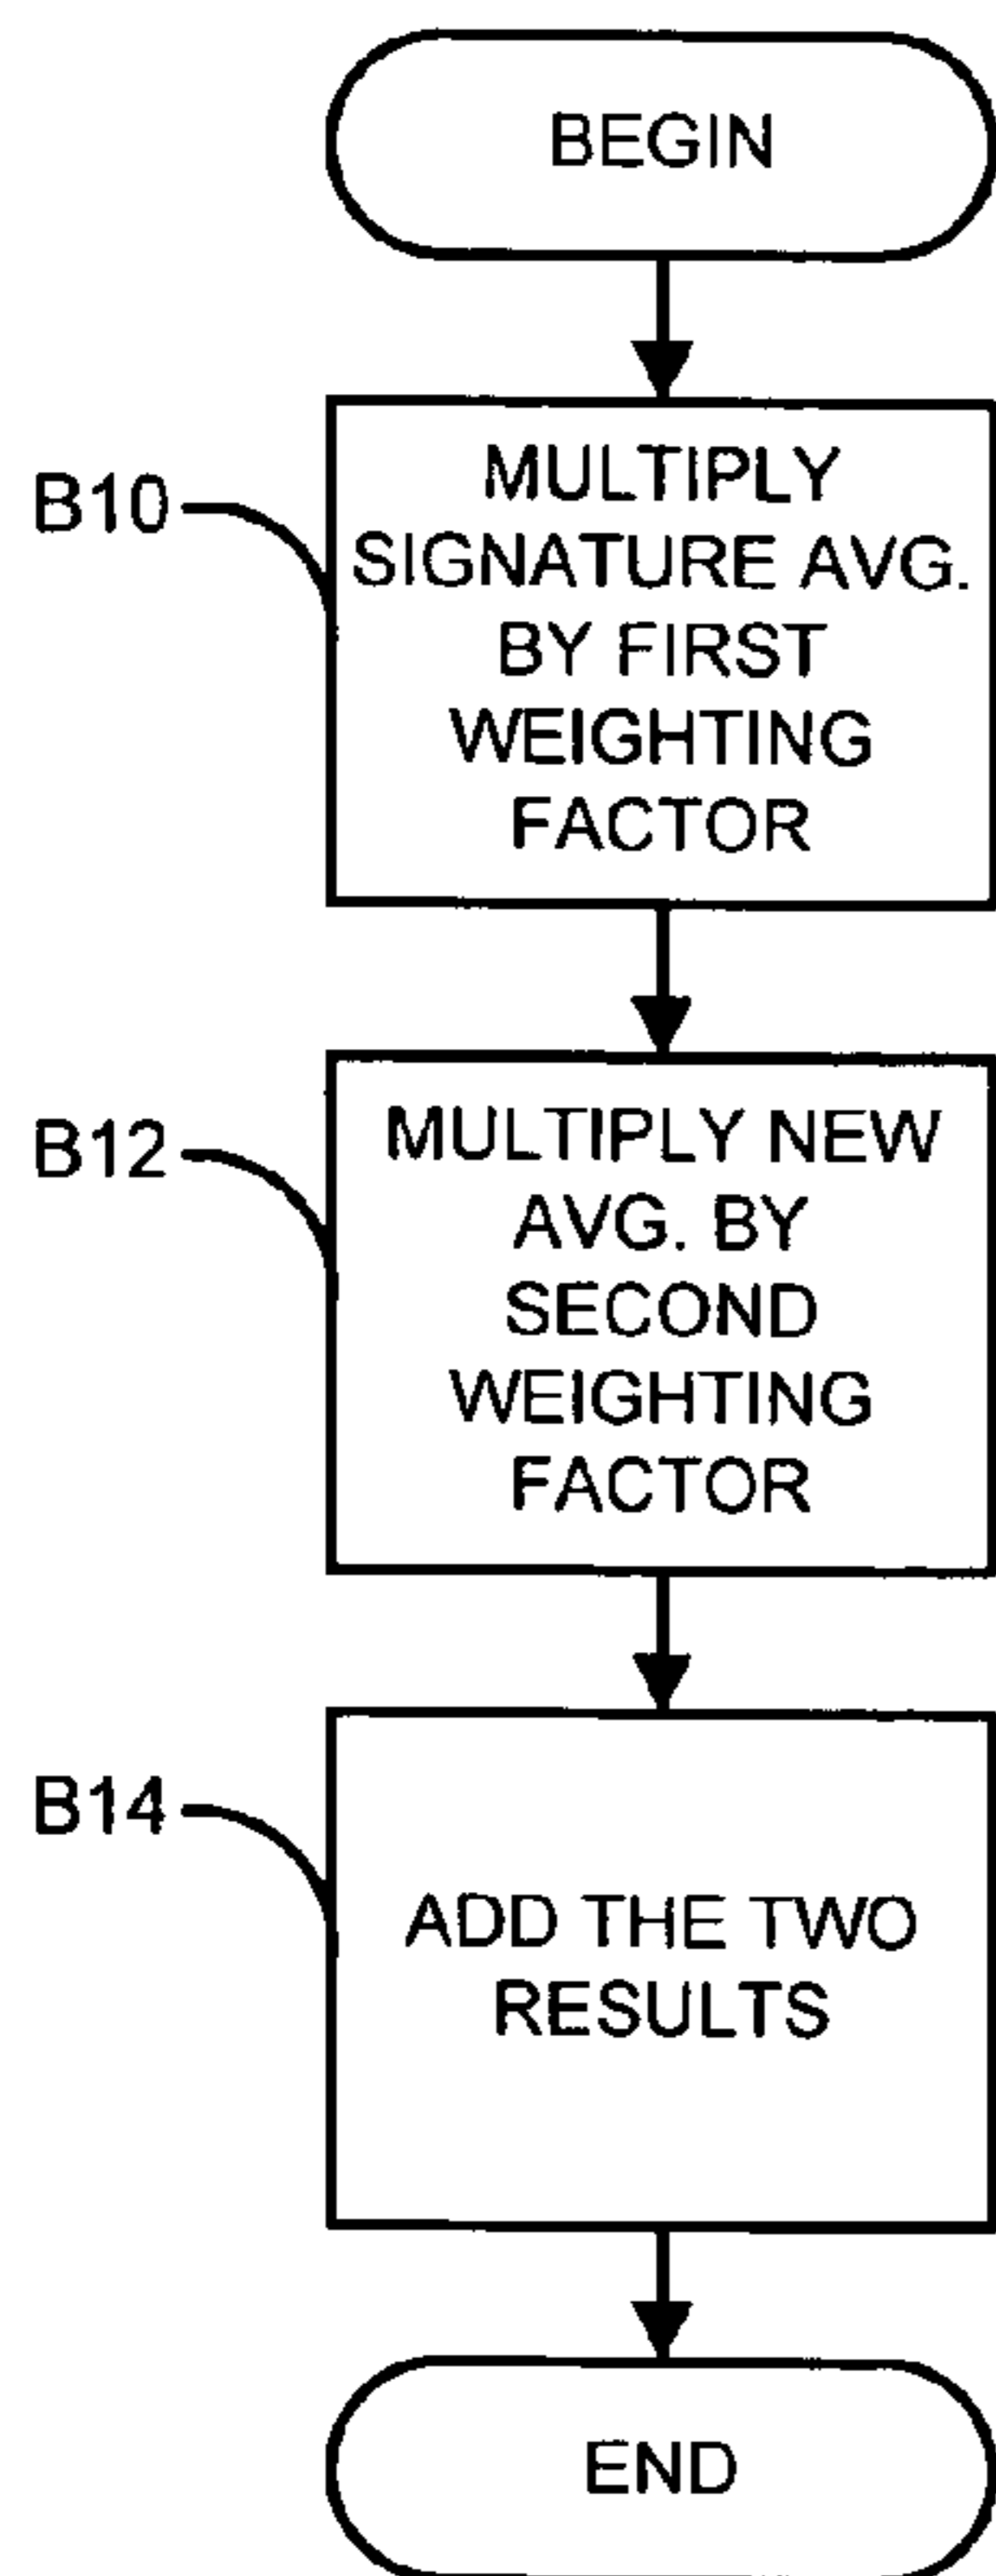 BEGIN
B10
MULTIPLY
SIGNATURE AVG.
BY FIRST
WEIGHTING
FACTOR
B12
MULTIPLY NEW
AVG. BY
SECOND
WEIGHTING
FACTOR
B14
ADD THE TWO
RESULTS
END